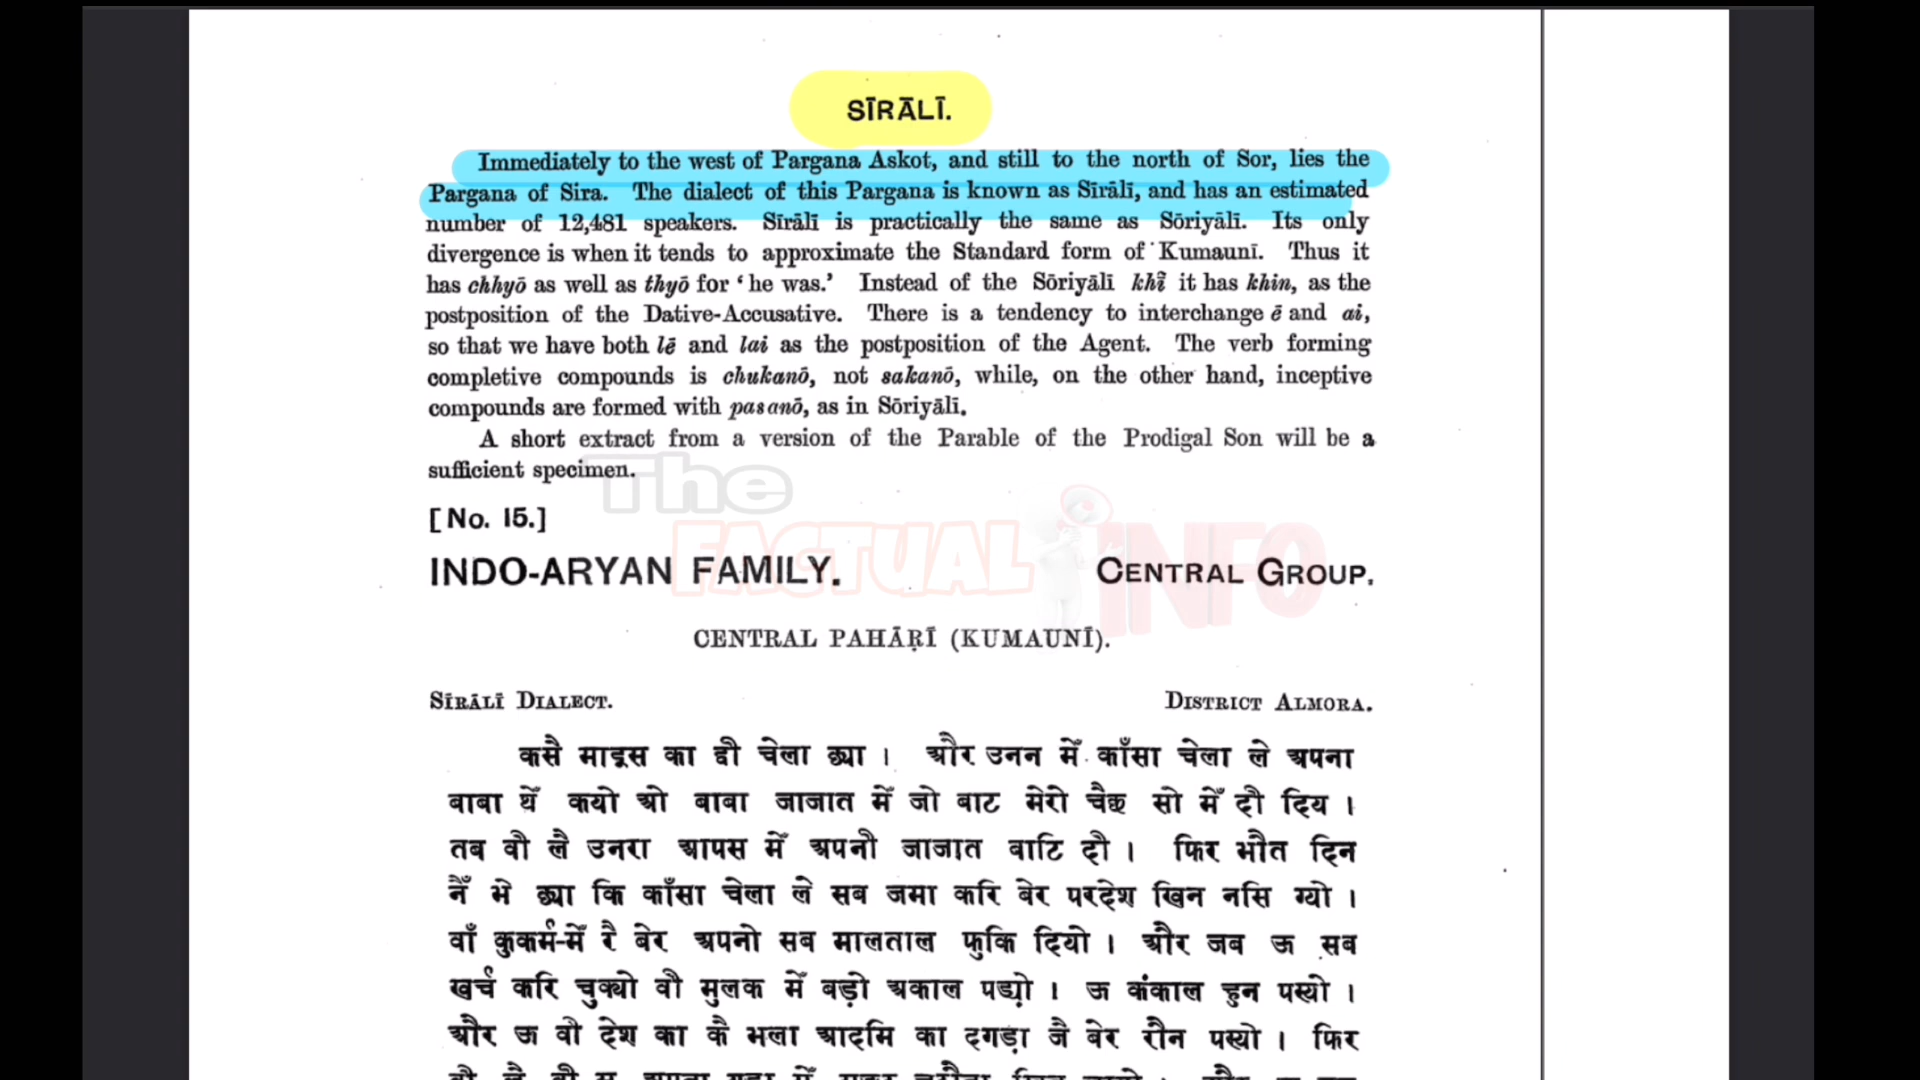 SĪRĀLĪ.
Immediately to the west of Pargana Askot, and still to the north of Sor, lies the
Pargana of Sira. The dialect of this Pargana is known as Sīrālī, and has an estimated
number of 12,481 speakers. Sīrālī is practically the same as Sōriyālī. Its only
divergence is when it tends to approximate the Standard form of Kumaunī. Thus it
has chhyō as well as thyō for ‘he was.’ Instead of the Sōriyālī khĩ it has khin, as the
postposition of the Dative-Accusative. There is a tendency to interchange ē and ai,
so that we have both lē and lai as the postposition of the Agent. The verb forming
completive compounds is chukanō, not sakanō, while, on the other hand, inceptive
compounds are formed with pasanō, as in Sōriyālī.
A short extract from a version of the Parable of the Prodigal Son will be a
sufficient specimen.
The
FACTUAL INFO
[No. 15.]
INDO-ARYAN FAMILY. CENTRAL GROUP.
CENTRAL PAHĀṚĪ (KUMAUNĪ).
SĪRĀLĪ DIALECT. DISTRICT ALMORA.
कसै माइस का द्वी चेला छ्या । और उनन में काँसा चेला ले अपना
बाबा थें कयो ओ बाबा जाजात में जो बाट मेरो चैंछ सो में दी दिय ।
तब वी लै उनरा आपस में अपनी जाजात बाटि दी । फिर भौत दिन
नैं भे छ्या कि काँसा चेला ले सब जमा करि बेर परदेश खिन नसि ग्यो ।
वाँ कुकर्म-में रै बेर अपनो सब मालताल फुकि दियो । और जब ऊ सब
खर्च करि चुक्यो वी मुलक में बड़ो अकाल पड्यो । ऊ कंकाल हुन पस्यो ।
और ऊ वी देश का कै भला आदमि का दगड़ा जै बेर रौन पस्यो । फिर